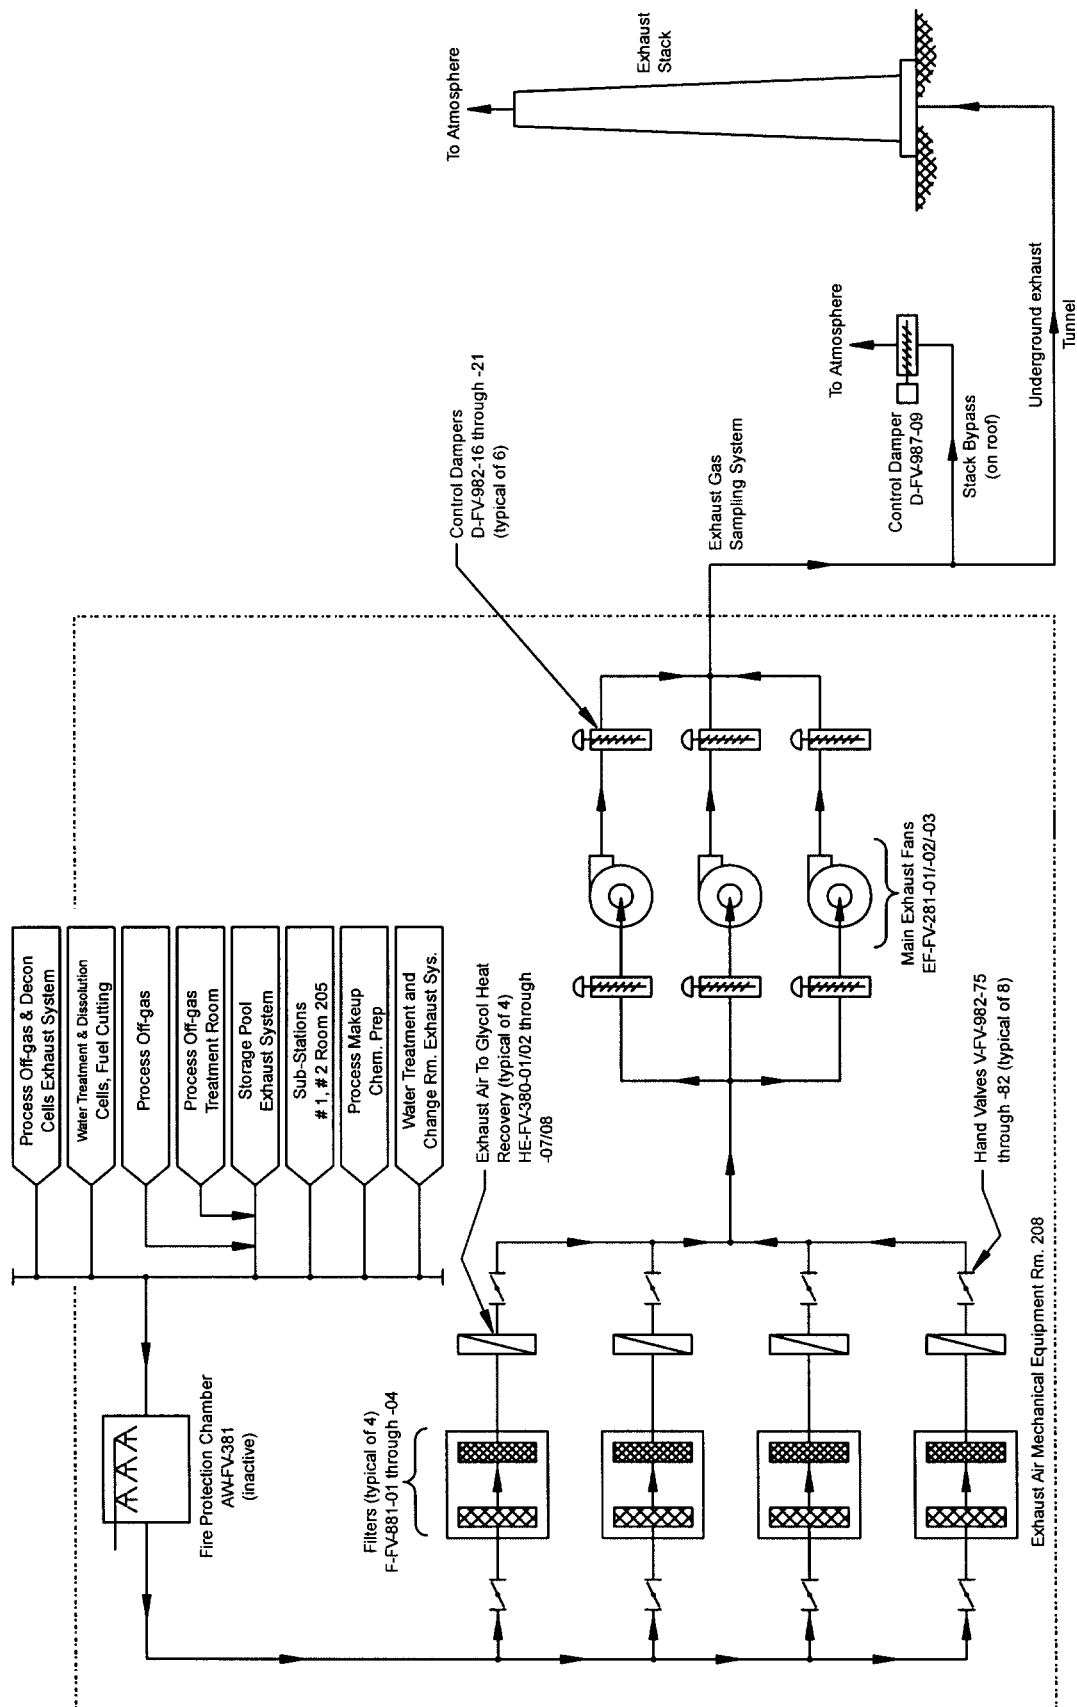 Process Off-gas & Decon
Cells Exhaust System
Water Treatment & Dissolution
Cells, Fuel Cutting
Process Off-gas
Process Off-gas
Treatment Room
Storage Pool
Exhaust System
Sub-Stations
# 1, # 2 Room 205
Process Makeup
Chem. Prep
Water Treatment and
Change Rm. Exhaust Sys.
Fire Protection Chamber
AW-FV-381
(inactive)
Filters (typical of 4)
F-FV-881-01 through -04
Exhaust Air To Glycol Heat
Recovery (typical of 4)
HE-FV-380-01/02 through
-07/08
Hand Valves V-FV-982-75
through -82 (typical of 8)
Exhaust Air Mechanical Equipment Rm. 208
Main Exhaust Fans
EF-FV-281-01/-02/-03
Control Dampers
D-FV-982-16 through -21
(typical of 6)
Exhaust Gas
Sampling System
Control Damper
D-FV-987-09
To Atmosphere
Stack Bypass
(on roof)
Underground exhaust
Tunnel
To Atmosphere
Exhaust
Stack